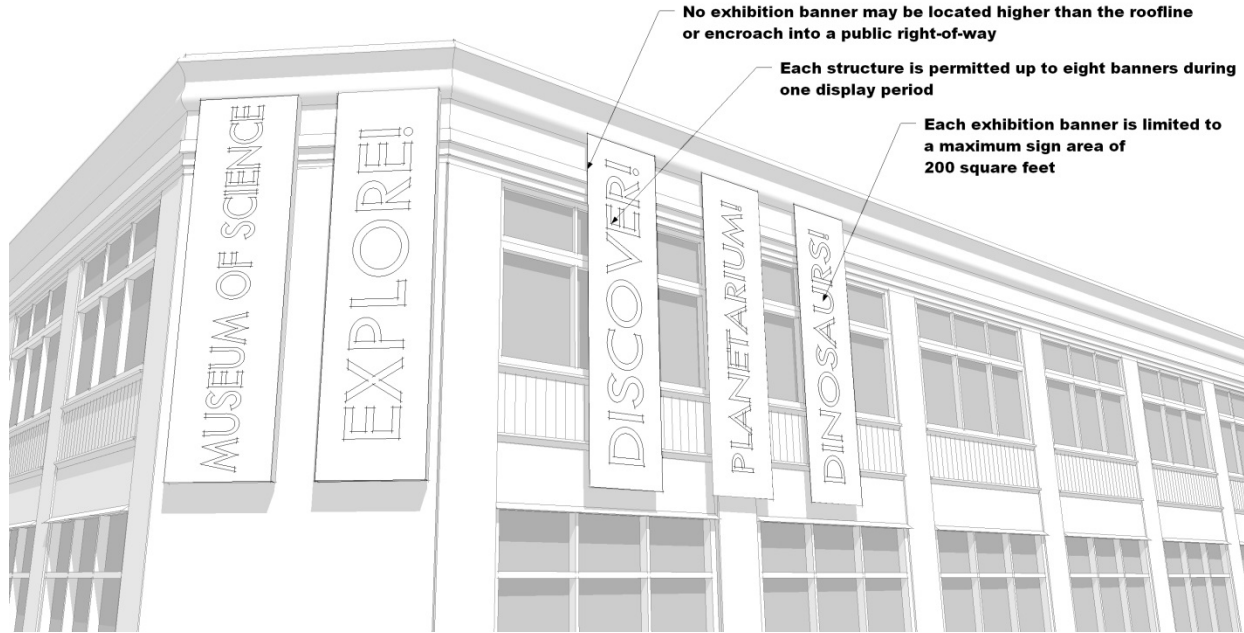 No exhibition banner may be located higher than the roofline
or encroach into a public right-of-way
Each structure is permitted up to eight banners during
one display period
Each exhibition banner is limited to
a maximum sign area of
200 square feet
MUSEUM OF SCIENCE
EXPLORE!
DISCOVER!
PLANETARIUM!
DINOSAURS!